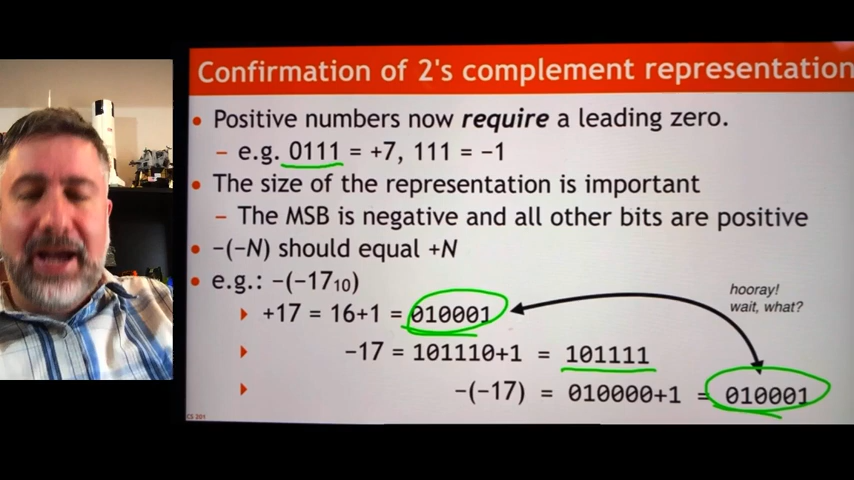 Confirmation of 2's complement representation
• Positive numbers now require a leading zero.
– e.g. 0111 = +7, 111 = −1
• The size of the representation is important
– The MSB is negative and all other bits are positive
• −(−N) should equal +N
• e.g.: −(−17₁₀)
hooray!
wait, what?
+17 = 16+1 = 010001
−17 = 101110+1 = 101111
−(−17) = 010000+1 = 010001
CS 201